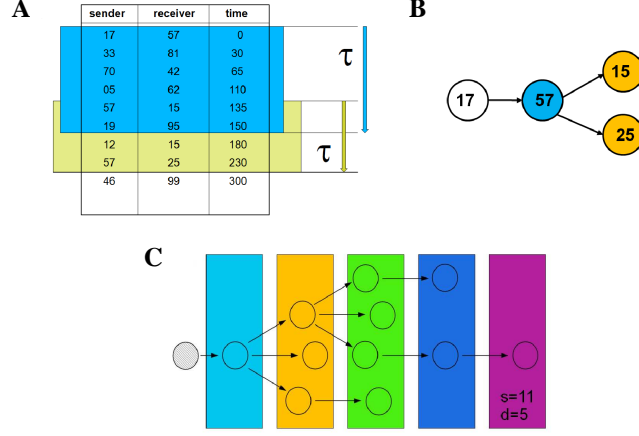 A
sender receiver time
17 57 0
33 81 30
70 42 65
05 62 110
57 15 135
19 95 150
12 15 180
57 25 230
46 99 300
τ
τ
B
17 57 15
25
C
s=11
d=5